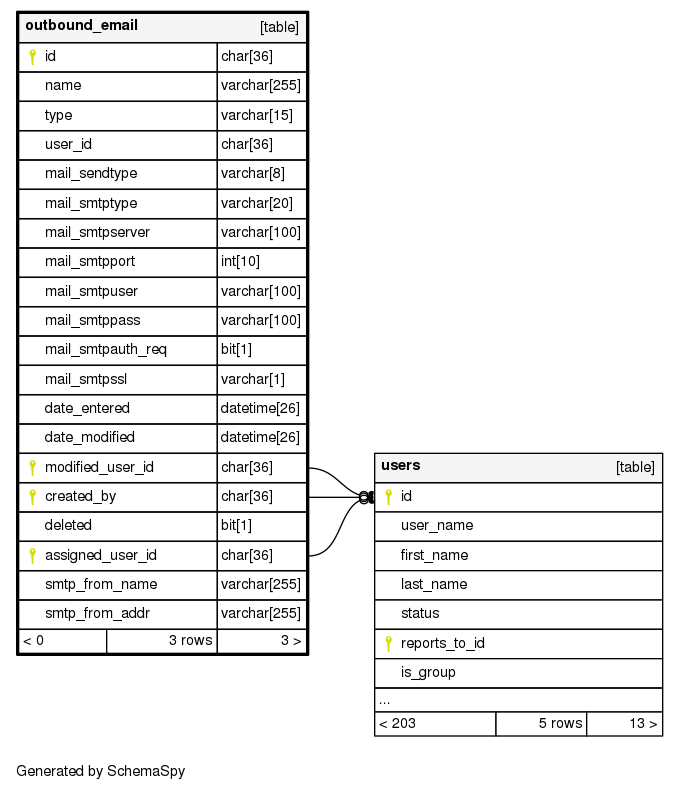 outbound_email [table]
id char[36]
name varchar[255]
type varchar[15]
user_id char[36]
mail_sendtype varchar[8]
mail_smtptype varchar[20]
mail_smtpserver varchar[100]
mail_smtpport int[10]
mail_smtpuser varchar[100]
mail_smtppass varchar[100]
mail_smtpauth_req bit[1]
mail_smtpssl varchar[1]
date_entered datetime[26]
date_modified datetime[26]
modified_user_id char[36]
created_by char[36]
deleted bit[1]
assigned_user_id char[36]
smtp_from_name varchar[255]
smtp_from_addr varchar[255]
< 0 3 rows 3 >
users [table]
id
user_name
first_name
last_name
status
reports_to_id
is_group
...
< 203 5 rows 13 >
Generated by SchemaSpy